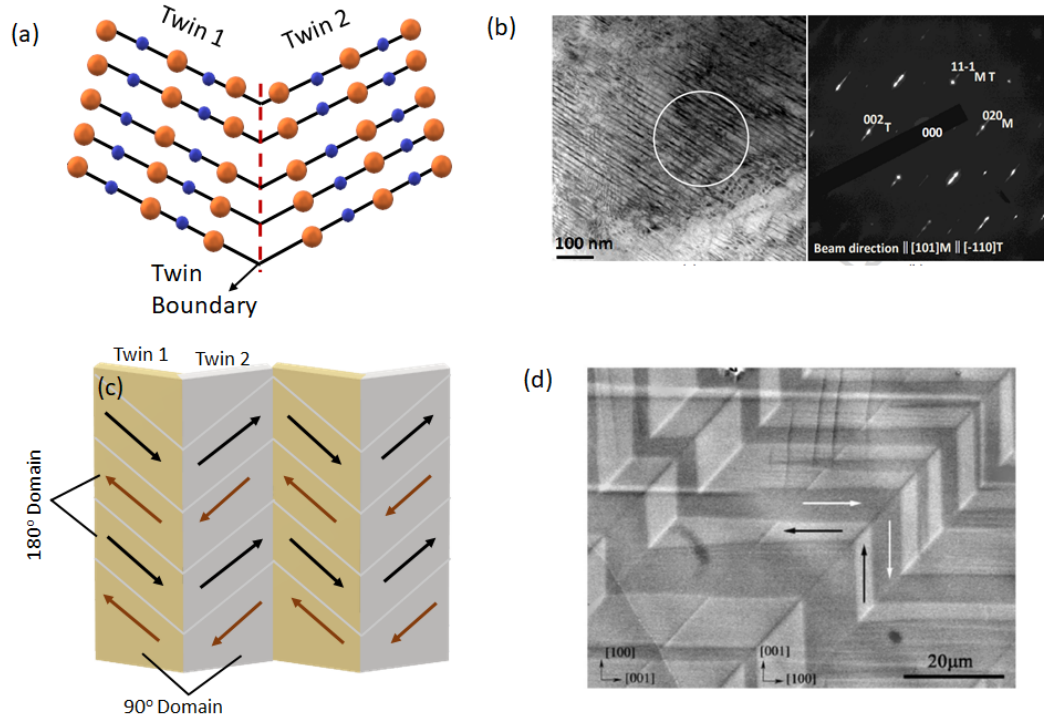 (a)
Twin 1
Twin 2
Twin
Boundary
(b)
100 nm
11-1 M T
002 T
000
020 M
Beam direction || [101]M || [-110]T
(c)
Twin 1
Twin 2
180° Domain
90° Domain
(d)
[100]
[001]
[001]
[100]
20μm